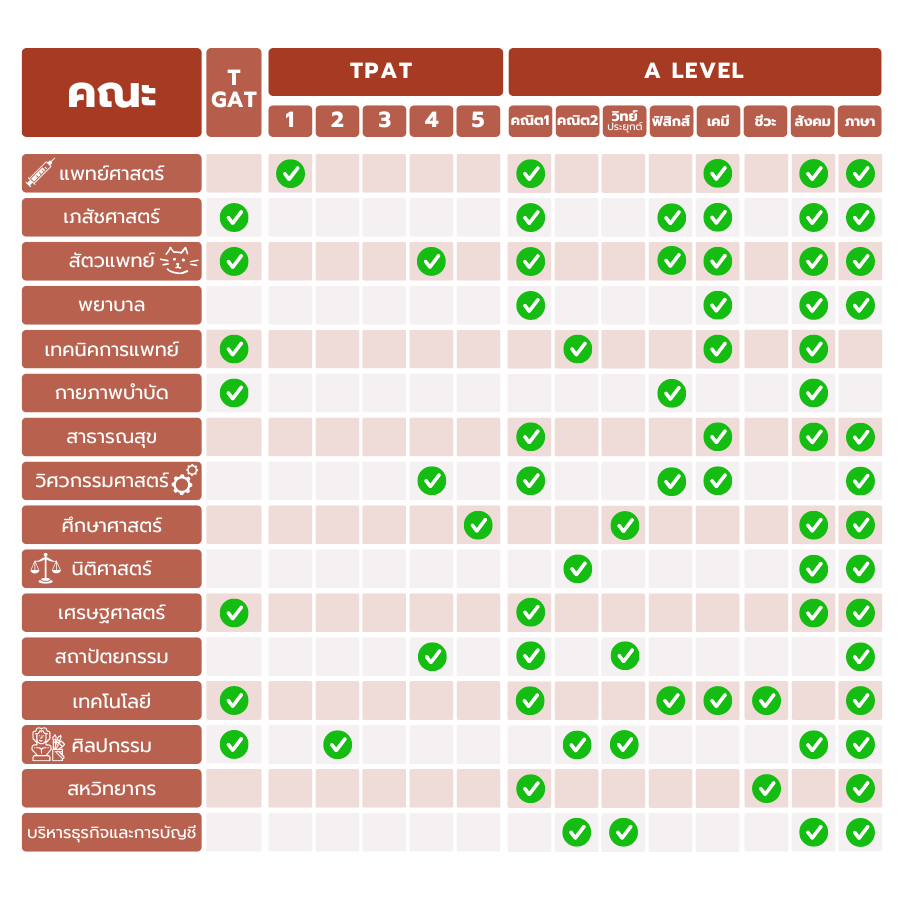 คณะ
T
GAT
TPAT
A LEVEL
1 2 3 4 5
คณิต1 คณิต2 วิทย์ประยุกต์ ฟิสิกส์ เคมี ชีวะ สังคม ภาษา
แพทย์ศาสตร์
เภสัชศาสตร์
สัตวแพทย์
พยาบาล
เทคนิคการแพทย์
กายภาพบำบัด
สาธารณสุข
วิศวกรรมศาสตร์
ศึกษาศาสตร์
นิติศาสตร์
เศรษฐศาสตร์
สถาปัตยกรรม
เทคโนโลยี
ศิลปกรรม
สหวิทยากร
บริหารธุรกิจและการบัญชี